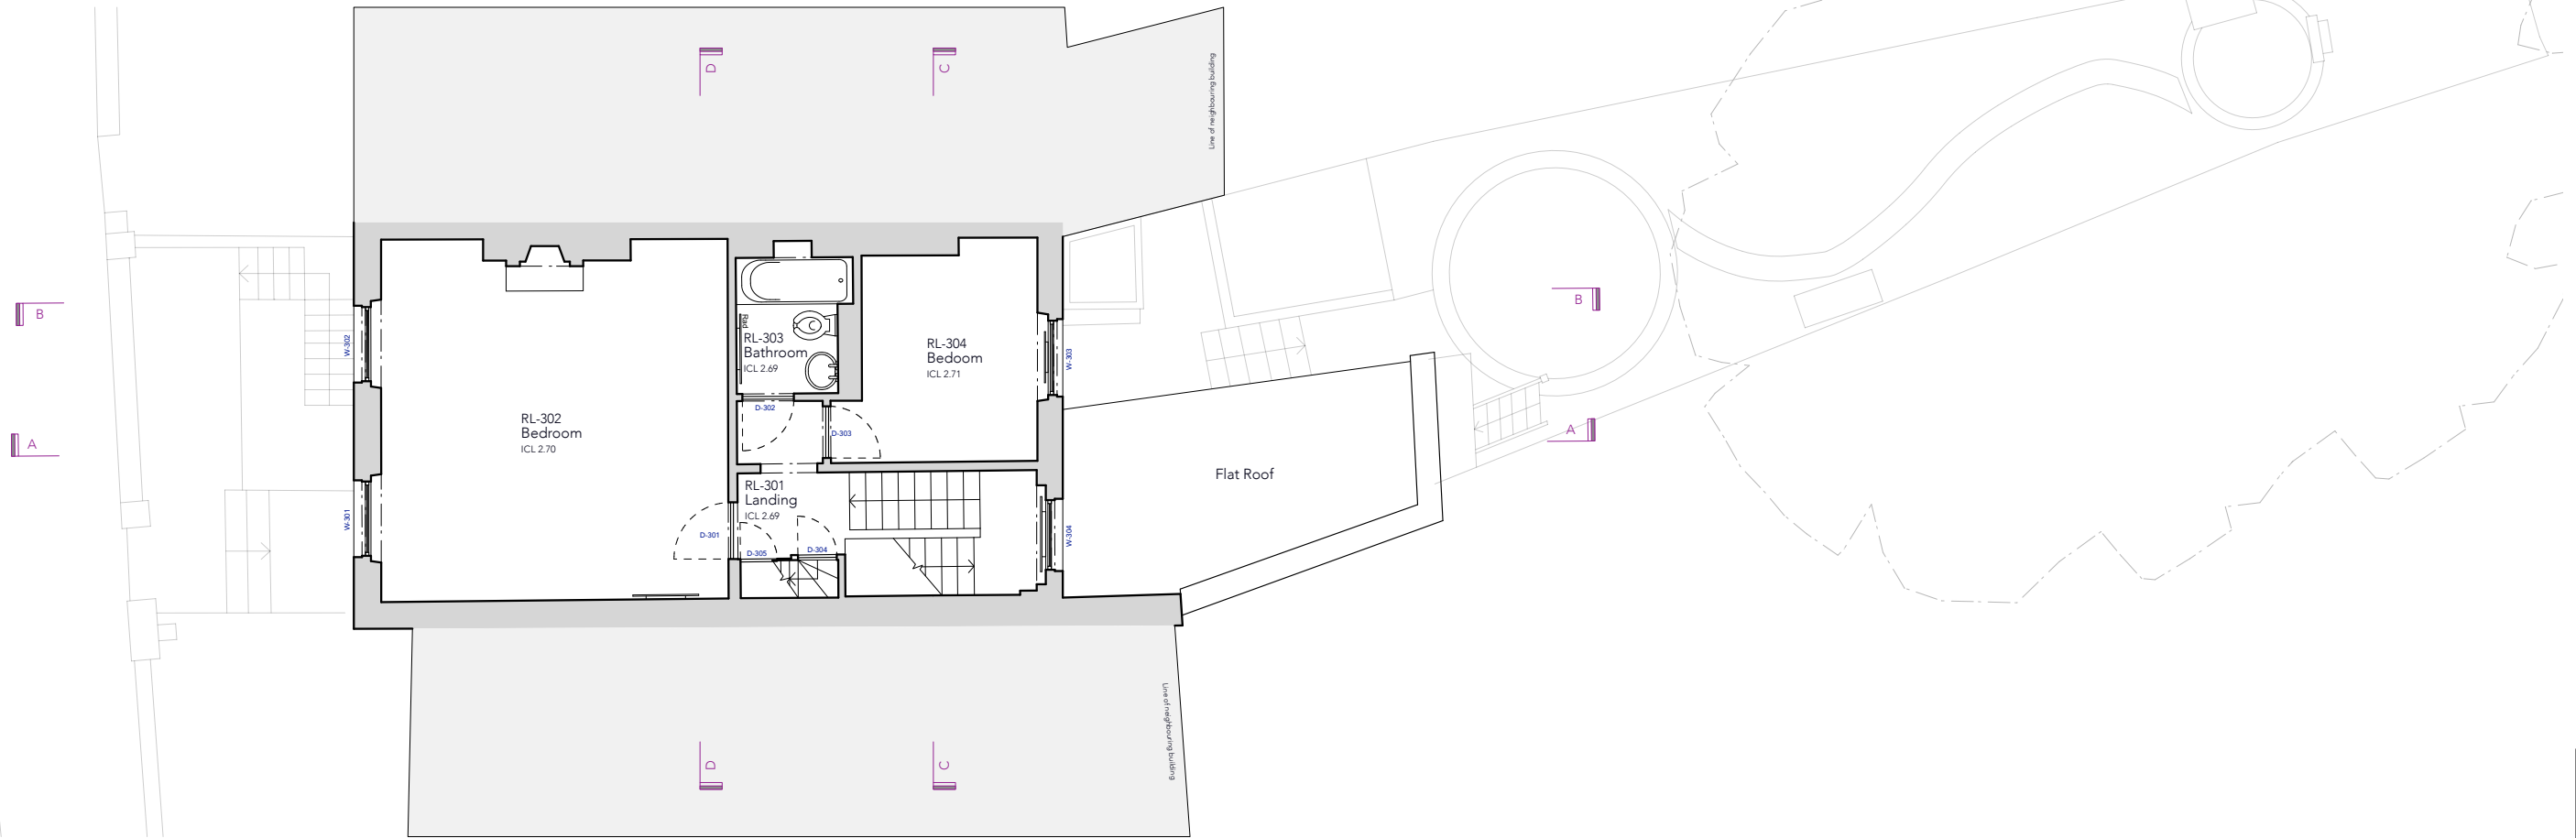 D
C
Line of neighbouring building
B
B
W-302
W-303
Rad
RL-303
Bathroom
ICL 2.69
RL-304
Bedoom
ICL 2.71
D-302
D-303
RL-302
Bedroom
ICL 2.70
A
A
Flat Roof
RL-301
Landing
ICL 2.69
W-301
W-304
D-301
D-305
D-304
Line of neighbouring building
D
C